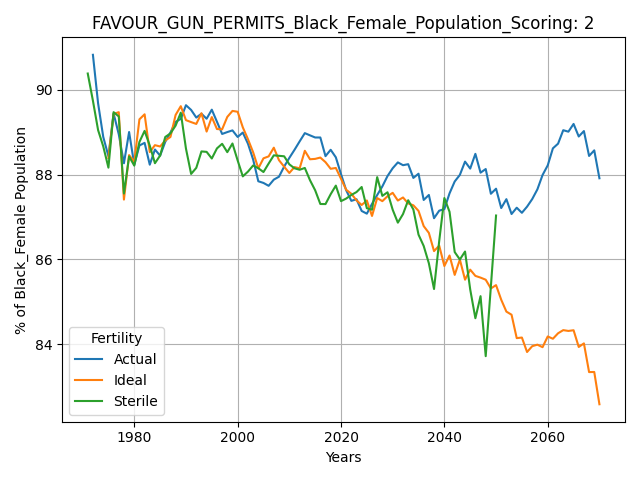 FAVOUR_GUN_PERMITS_Black_Female_Population_Scoring: 2
% of Black_Female Population
90
88
86
84
Fertility
Actual
Ideal
Sterile
1980
2000
2020
2040
2060
Years